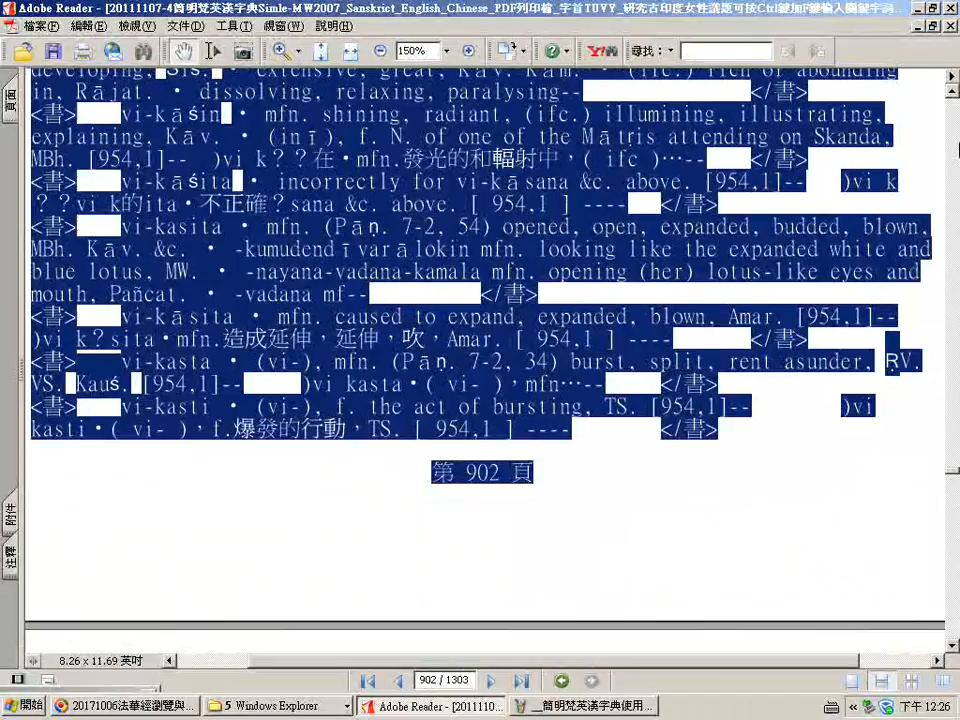 Adobe Reader - [20111107-4簡明梵英漢字典Simle-MW2007_Sanskrict_English_Chinese_PDF列印檔_字首TUVY_研究古印度女性議題可按Ctrl鍵加F鍵輸入關鍵字詞
檔案(F) 編輯(E) 檢視(V) 文件(D) 工具(T) 視窗(W) 說明(H)
150% 尋找：
developing, Śiś. • extensive, great, Kāv. Kām. • (ifc.) rich or abounding
in, Rājat. • dissolving, relaxing, paralysing-- </書>
<書> vi-kāśin • mfn. shining, radiant, (ifc.) illumining, illustrating,
explaining, Kāv. • (inī), f. N. of one of the Mātṛis attending on Skanda,
MBh. [954,1]-- )vi k？？在‧mfn.發光的和輻射中，( ifc )…-- </書>
<書> vi-kāśita • incorrectly for vi-kāsana &c. above. [954,1]-- )vi k
？？vi k的ita‧不正確？sana &c. above. [ 954,1 ] ---- </書>
<書> vi-kasita • mfn. (Pāṇ. 7-2, 54) opened, open, expanded, budded, blown,
MBh. Kāv. &c. • -kumudendīvarālokin mfn. looking like the expanded white and
blue lotus, MW. • -nayana-vadana-kamala mfn. opening (her) lotus-like eyes and
mouth, Pañcat. • -vadana mf-- </書>
<書> vi-kāsita • mfn. caused to expand, expanded, blown, Amar. [954,1]--
)vi k？sita‧mfn.造成延伸，延伸，吹，Amar. [ 954,1 ] ---- </書>
<書> vi-kasta • (vi-), mfn. (Pāṇ. 7-2, 34) burst, split, rent asunder, ṚV.
VS. Kauś. [954,1]-- )vi kasta‧( vi- )，mfn…-- </書>
<書> vi-kasti • (vi-), f. the act of bursting, TS. [954,1]-- )vi
kasti‧( vi- )，f.爆發的行動，TS. [ 954,1 ] ---- </書>
第 902 頁
頁面
附件
注釋
8.26 x 11.69 英吋
902 / 1303
開始 20171006法華經瀏覽與... 5 Windows Explorer Adobe Reader - [2011... __簡明梵英漢字典使用... 下午 12:26